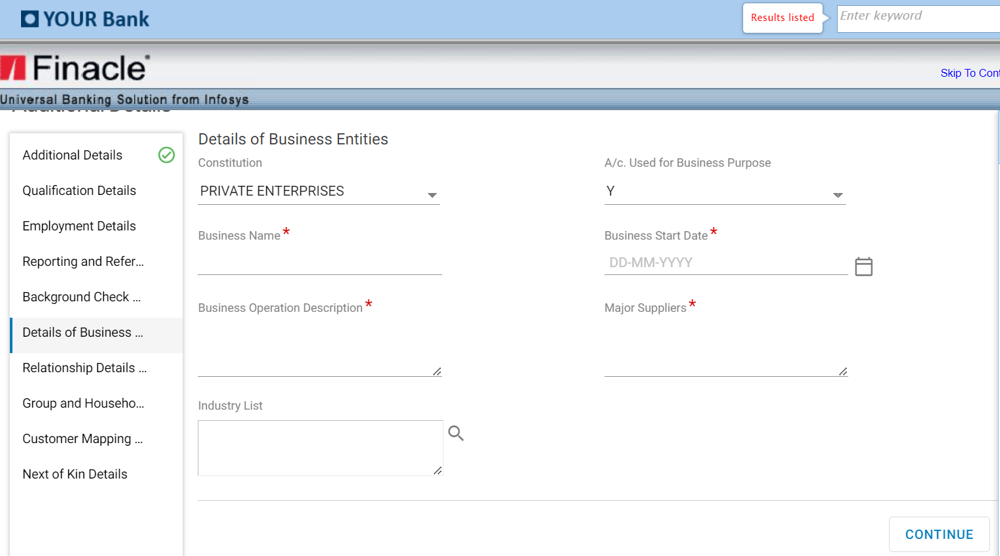 YOUR Bank
Results listed
Enter keyword
Finacle
Skip To Con
Universal Banking Solution from Infosys
Additional Details
Additional Details
Qualification Details
Employment Details
Reporting and Refer...
Background Check ...
Details of Business ...
Relationship Details ...
Group and Househo...
Customer Mapping ...
Next of Kin Details
Details of Business Entities
Constitution
A/c. Used for Business Purpose
PRIVATE ENTERPRISES
Y
Business Name*
Business Start Date*
DD-MM-YYYY
Business Operation Description*
Major Suppliers*
Industry List
CONTINUE